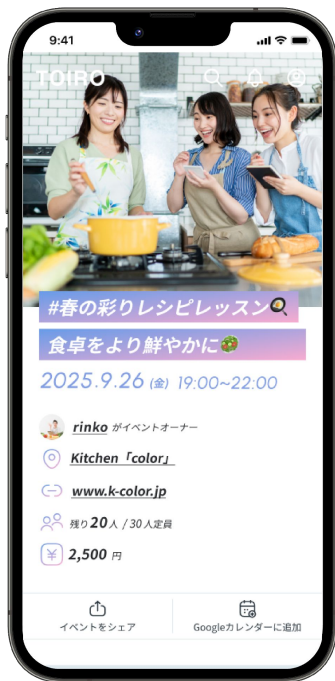 9:41
TOIRO
#春の彩りレシピレッスン🍳
食卓をより鮮やかに🥗
2025.9.26 (金) 19:00~22:00
rinko がイベントオーナー
Kitchen「color」
www.k-color.jp
残り20人 / 30人定員
¥ 2,500 円
イベントをシェア
Googleカレンダーに追加